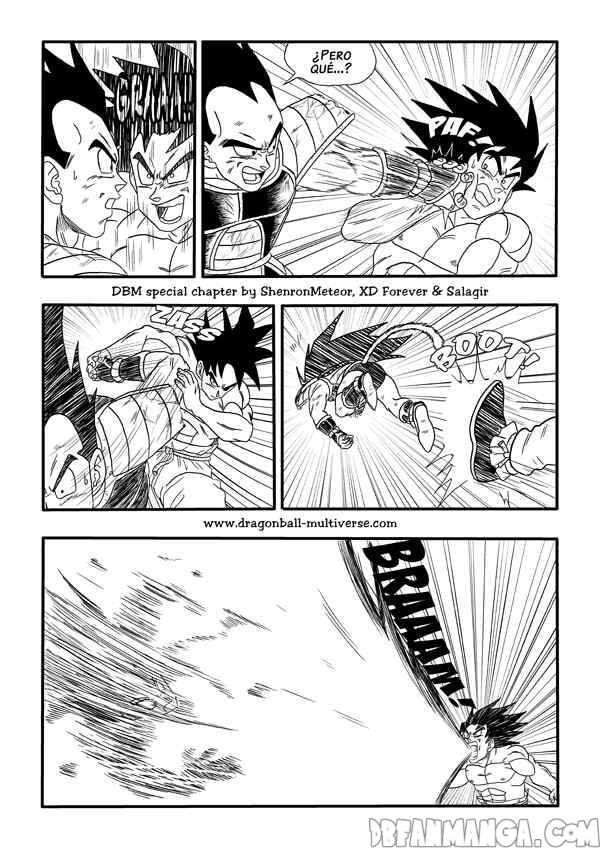 GRAAA!!
¿PERO
QUÉ...?
PAF!
DBM special chapter by ShenronMeteor, XD Forever & Salagir
ZASS
BOOT!
www.dragonball-multiverse.com
BRAAAM!
DBFANMANGA.COM